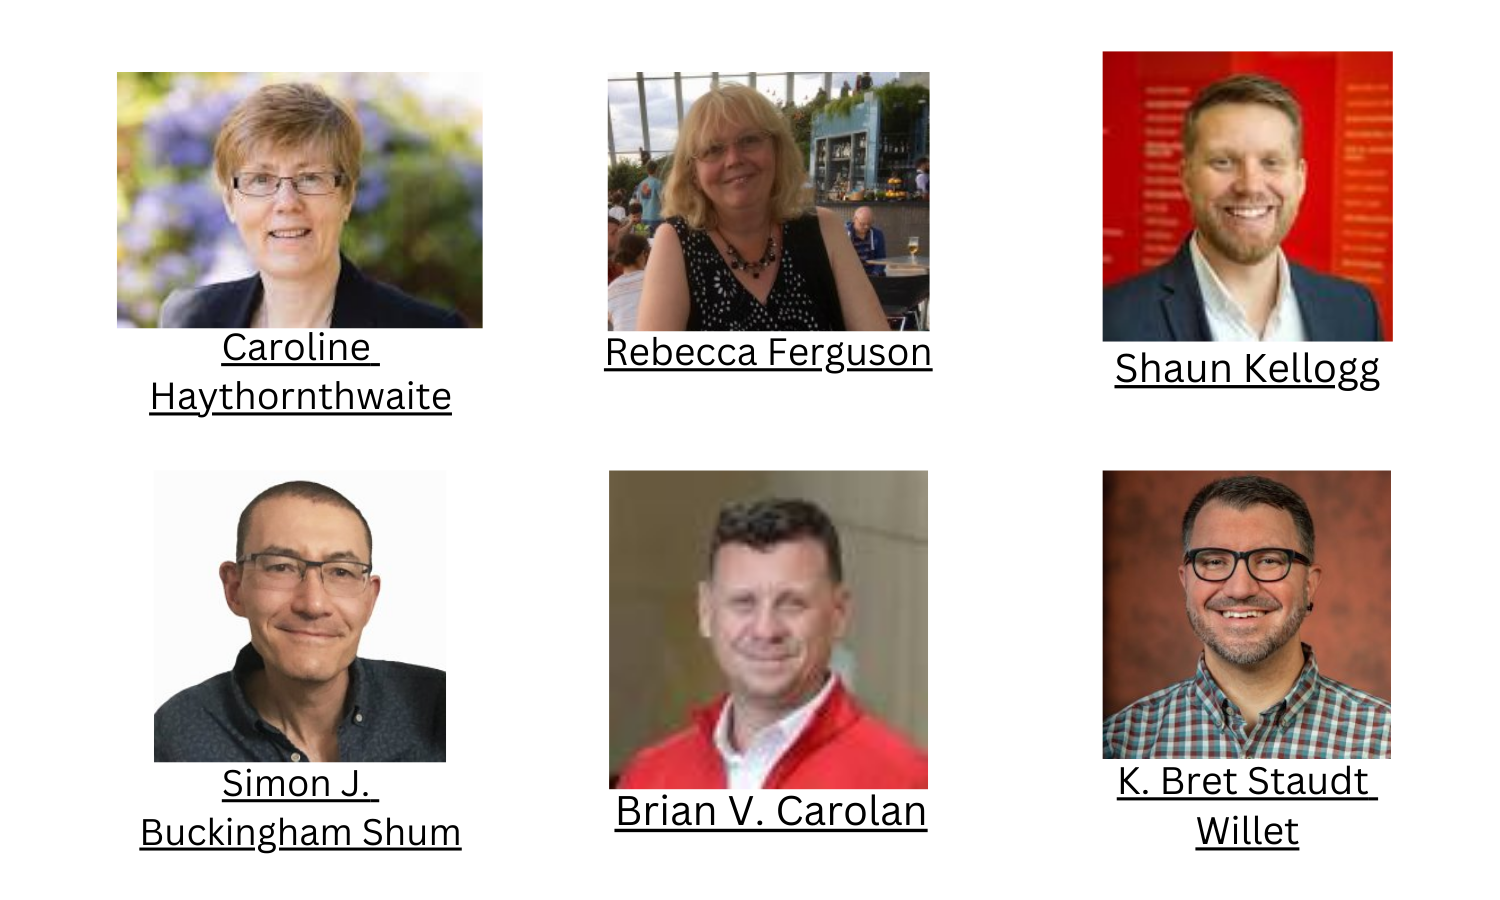 Caroline
Haythornthwaite
Rebecca Ferguson
Shaun Kellogg
Simon J.
Buckingham Shum
Brian V. Carolan
K. Bret Staudt
Willet